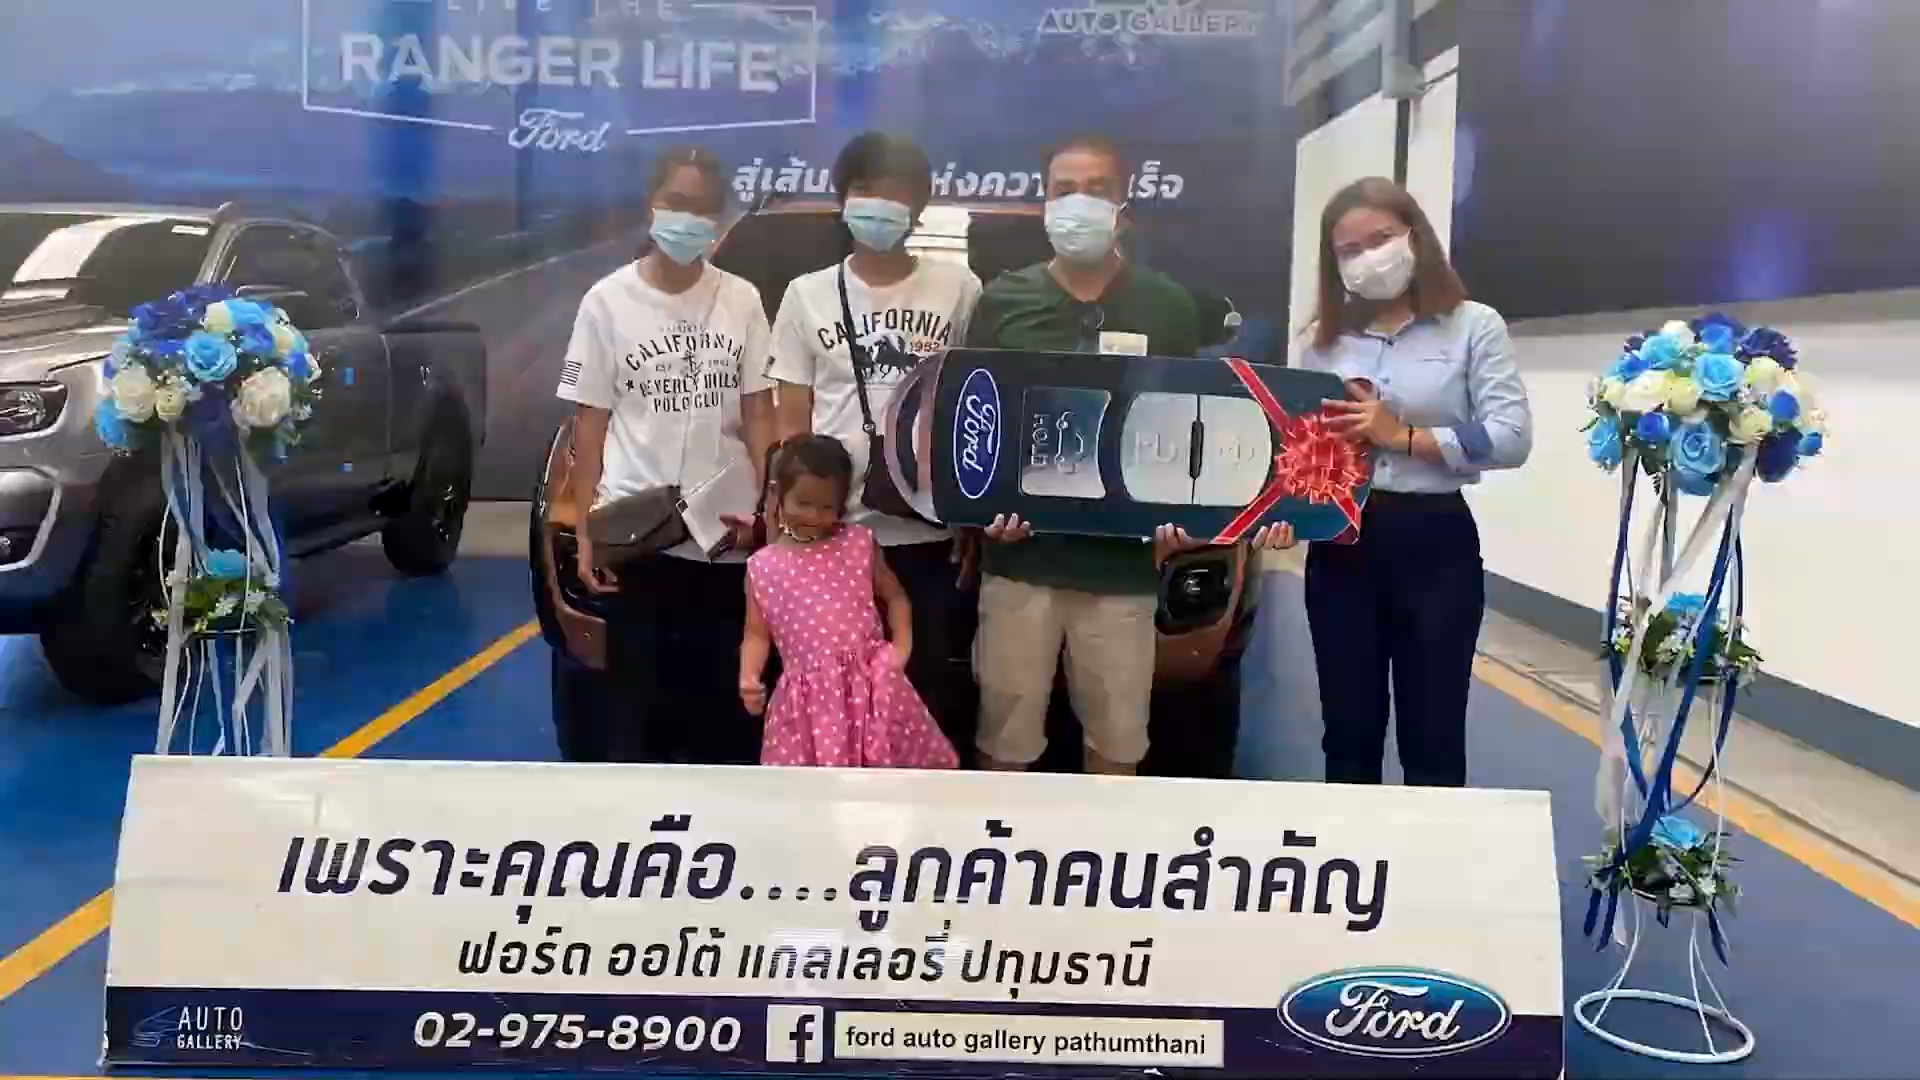 LIVE THE
RANGER LIFE
Ford
AUTO GALLERY
CALIFORNIA
BEVERLY HILLS
POLO CLUB
CALIFORNIA
1982
Ford
HOLD
เพราะคุณคือ....ลูกค้าคนสำคัญ
ฟอร์ด ออโต้ แกลเลอรี่ ปทุมธานี
AUTO
GALLERY
02-975-8900
f
ford auto gallery pathumthani
Ford